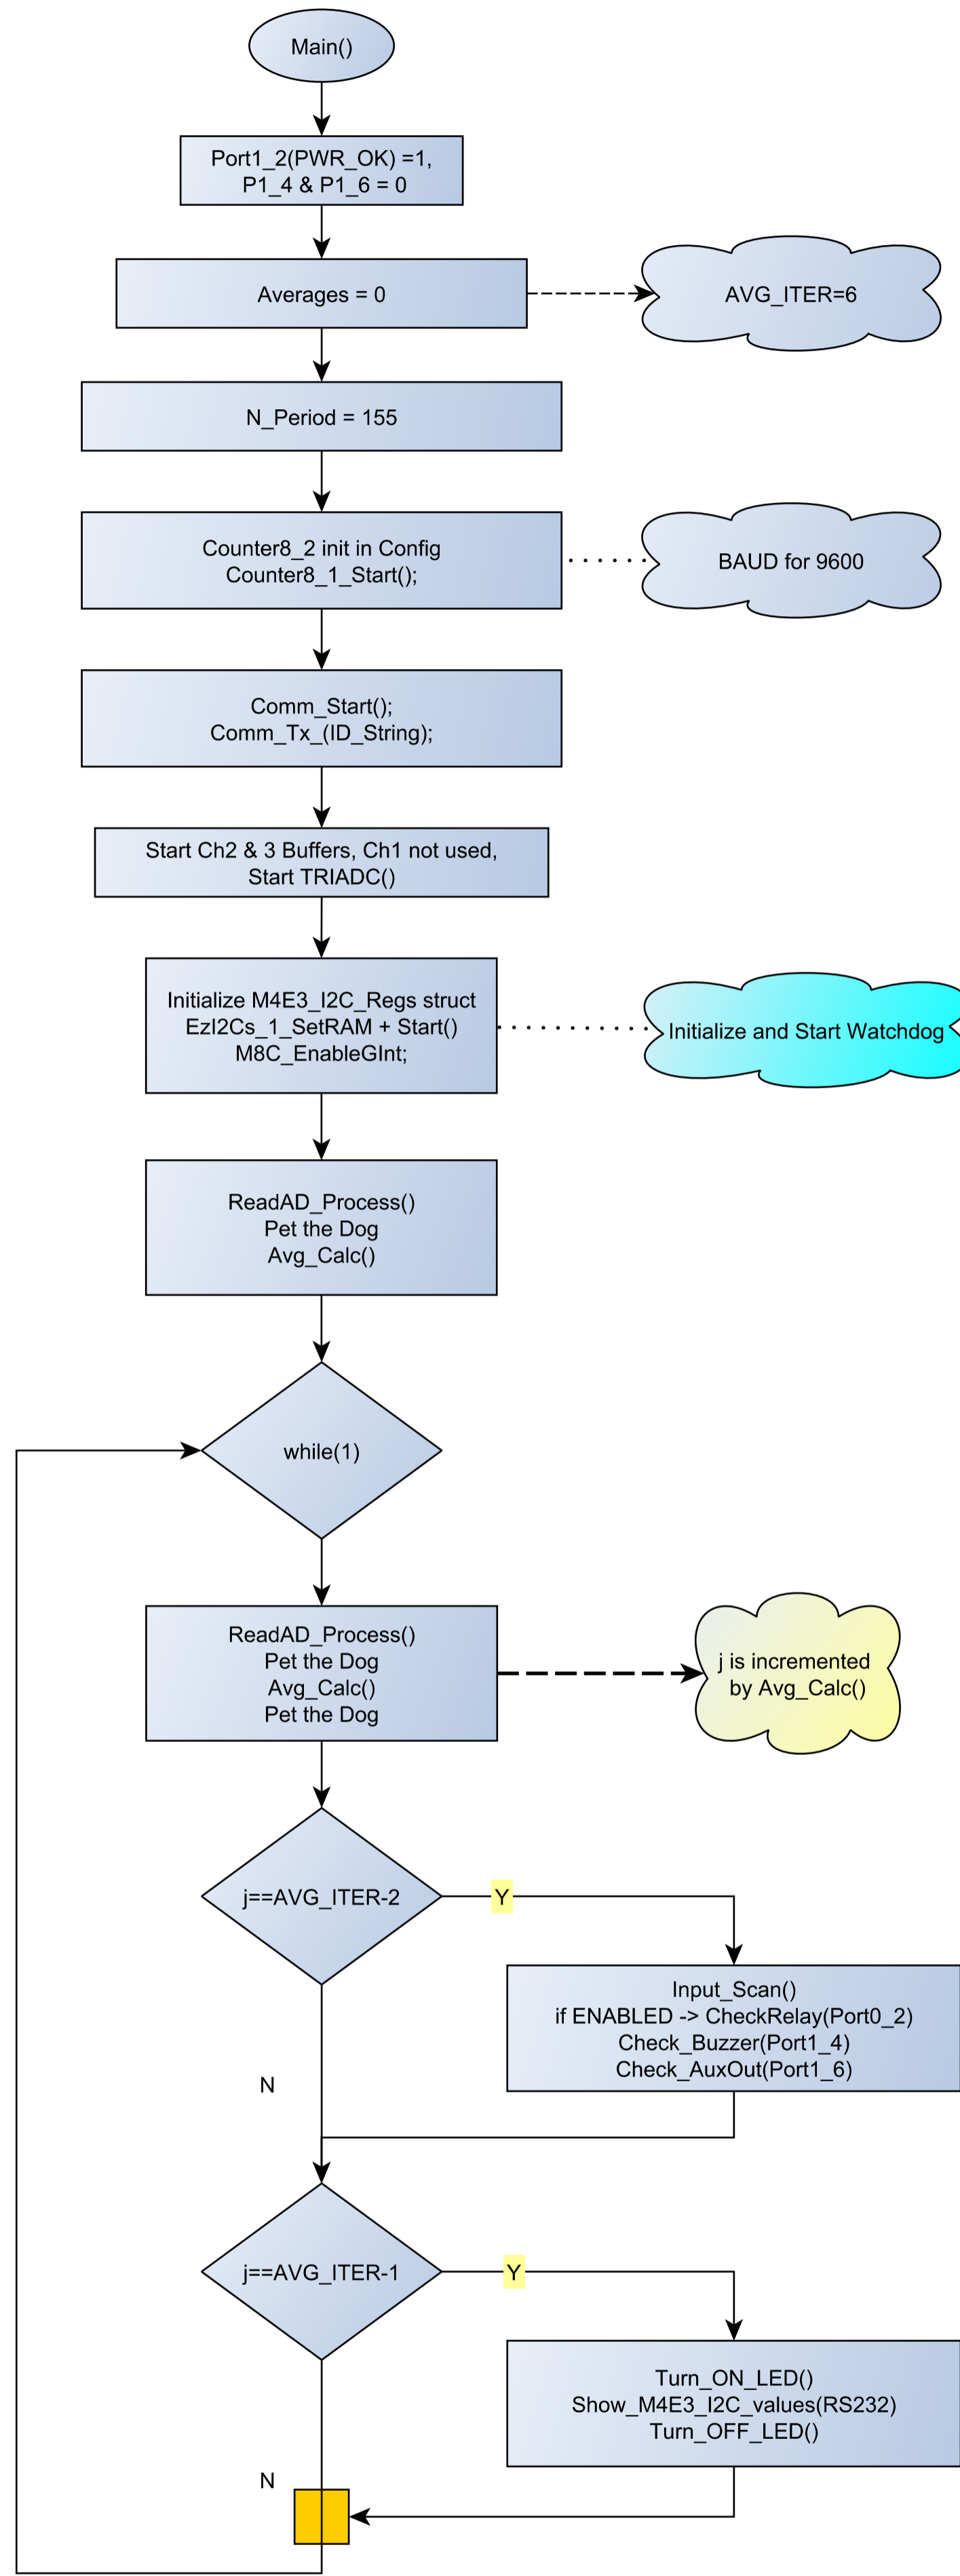 Main()
Port1_2(PWR_OK) =1,
P1_4 & P1_6 = 0
Averages = 0
AVG_ITER=6
N_Period = 155
Counter8_2 init in Config
Counter8_1_Start();
BAUD for 9600
Comm_Start();
Comm_Tx_(ID_String);
Start Ch2 & 3 Buffers, Ch1 not used,
Start TRIADC()
Initialize M4E3_I2C_Regs struct
EzI2Cs_1_SetRAM + Start()
M8C_EnableGInt;
Initialize and Start Watchdog
ReadAD_Process()
Pet the Dog
Avg_Calc()
while(1)
ReadAD_Process()
Pet the Dog
Avg_Calc()
Pet the Dog
j is incremented
by Avg_Calc()
j==AVG_ITER-2
Y
Input_Scan()
if ENABLED -> CheckRelay(Port0_2)
Check_Buzzer(Port1_4)
Check_AuxOut(Port1_6)
N
j==AVG_ITER-1
Y
Turn_ON_LED()
Show_M4E3_I2C_values(RS232)
Turn_OFF_LED()
N